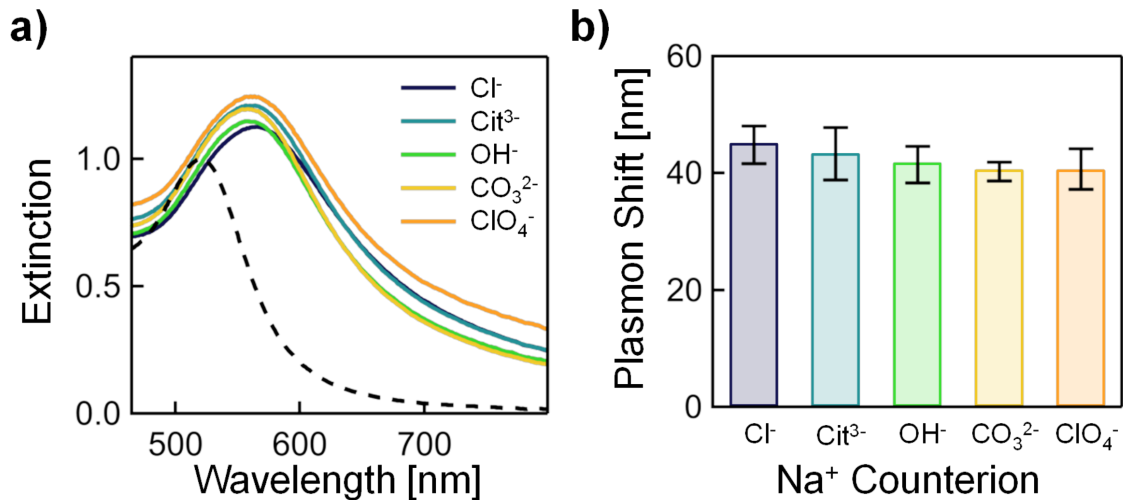 a)
Extinction
1.0
0.5
0.0
500
600
700
Wavelength [nm]
Cl⁻
Cit³⁻
OH⁻
CO₃²⁻
ClO₄⁻
b)
Plasmon Shift [nm]
60
40
20
0
Cl⁻
Cit³⁻
OH⁻
CO₃²⁻
ClO₄⁻
Na⁺ Counterion